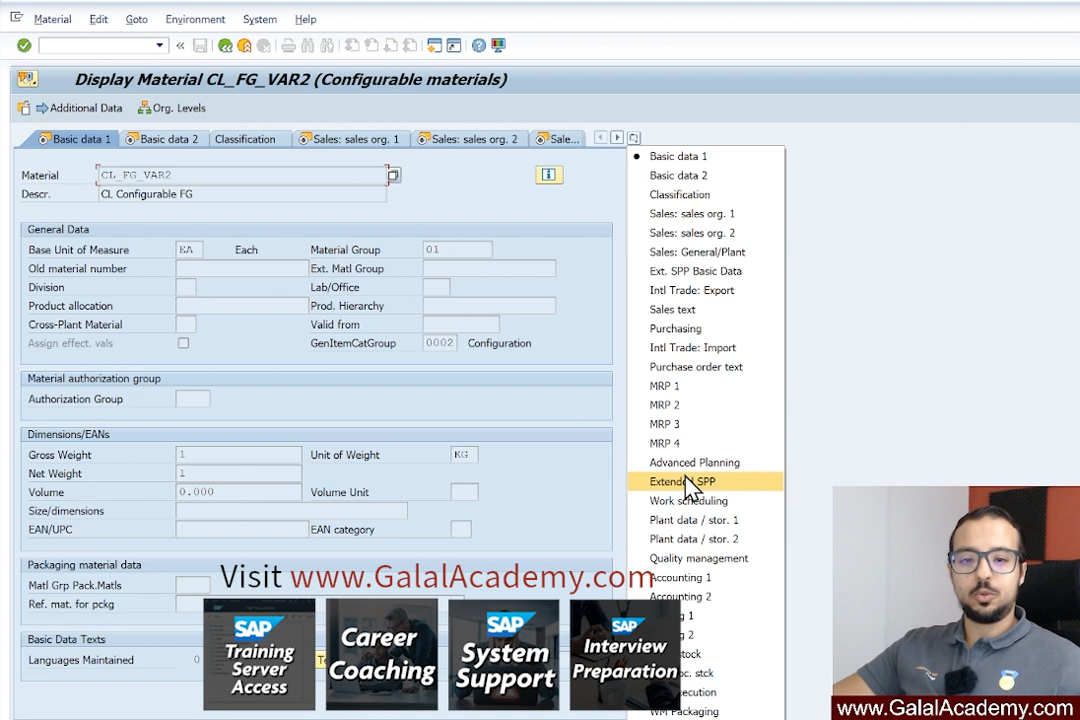 Material Edit Goto Environment System Help
Display Material CL_FG_VAR2 (Configurable materials)
Additional Data Org. Levels
Basic data 1 Basic data 2 Classification Sales: sales org. 1 Sales: sales org. 2 Sale...
Material CL_FG_VAR2
Descr. CL Configurable FG
General Data
Base Unit of Measure EA Each Material Group 01
Old material number Ext. Matl Group
Division Lab/Office
Product allocation Prod. Hierarchy
Cross-Plant Material Valid from
Assign effect. vals GenItemCatGroup 0002 Configuration
Material authorization group
Authorization Group
Dimensions/EANs
Gross Weight 1 Unit of Weight KG
Net Weight 1
Volume 0.000 Volume Unit
Size/dimensions
EAN/UPC EAN category
Packaging material data
Matl Grp Pack.Matls
Ref. mat. for pckg
Basic Data Texts
Languages Maintained 0
Basic data 1
Basic data 2
Classification
Sales: sales org. 1
Sales: sales org. 2
Sales: General/Plant
Ext. SPP Basic Data
Intl Trade: Export
Sales text
Purchasing
Intl Trade: Import
Purchase order text
MRP 1
MRP 2
MRP 3
MRP 4
Advanced Planning
Extended SPP
Work scheduling
Plant data / stor. 1
Plant data / stor. 2
Quality management
Accounting 1
Accounting 2
WM Packaging
Visit www.GalalAcademy.com
SAP
Training
Server
Access
Career
Coaching
SAP
System
Support
SAP
Interview
Preparation
www.GalalAcademy.com